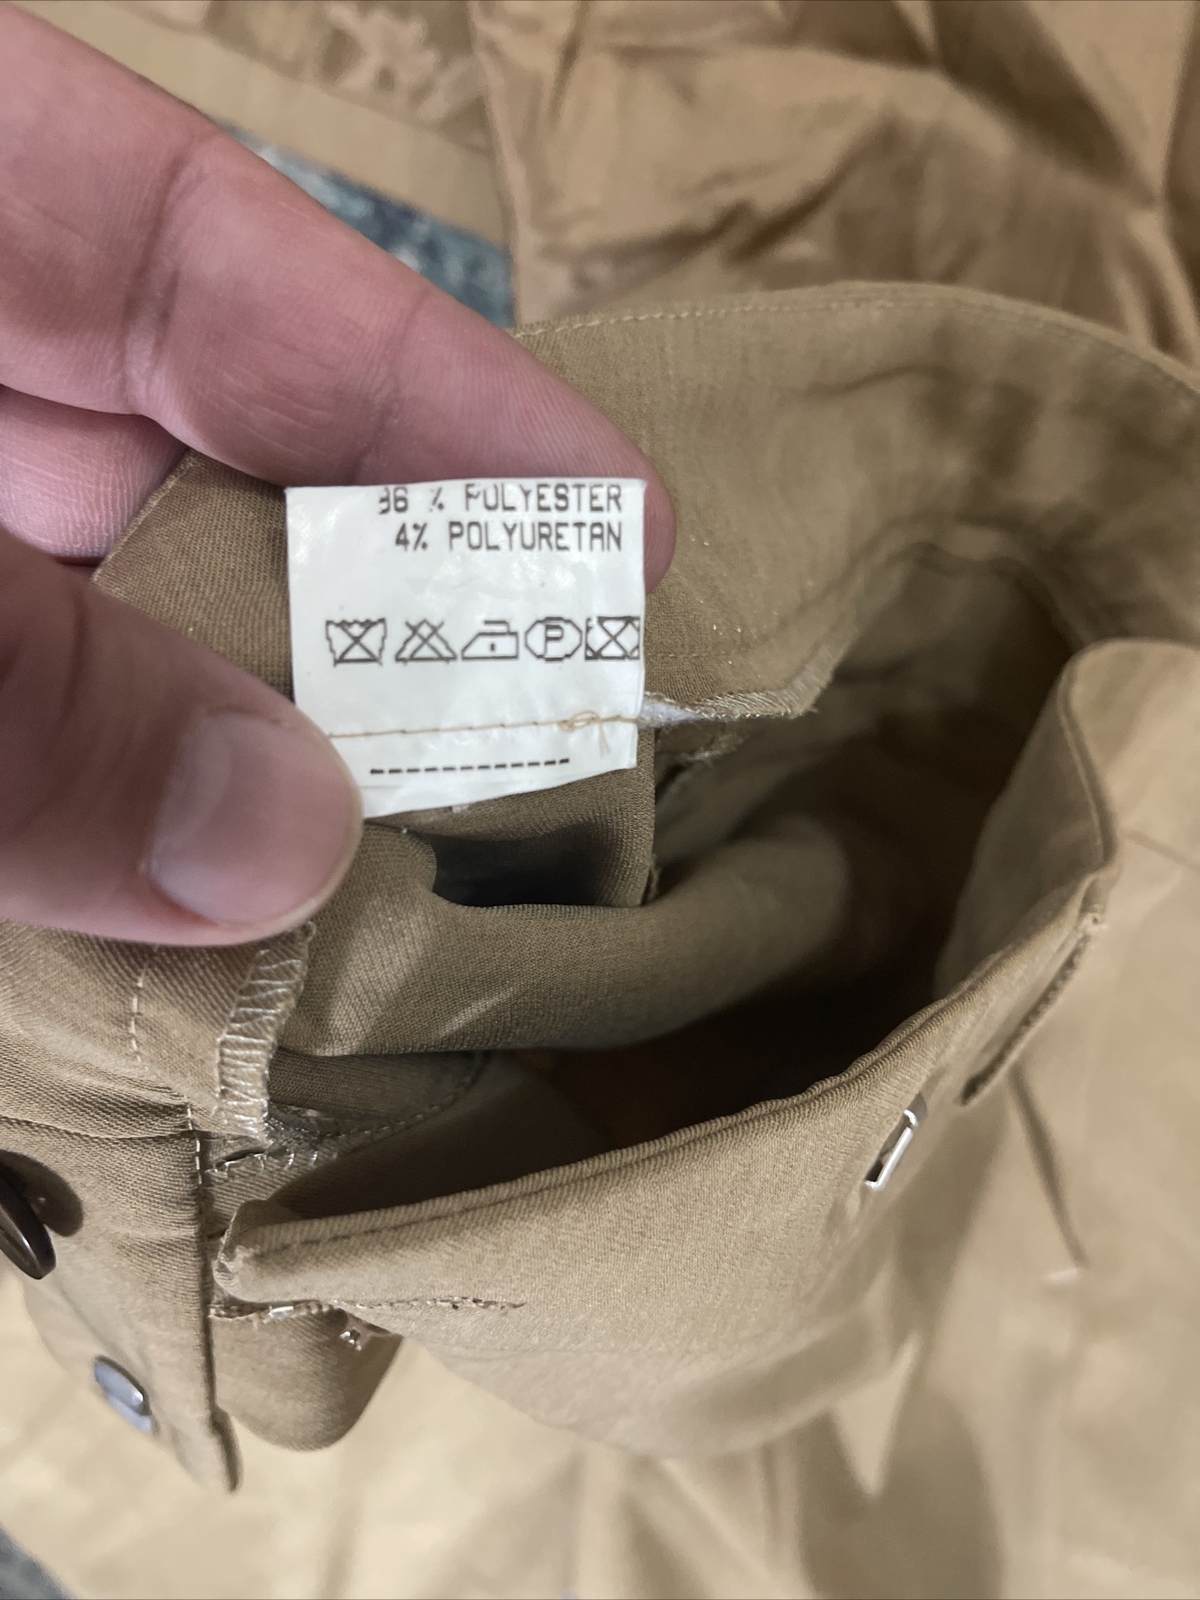 96 % POLYESTER
4% POLYURETAN
P